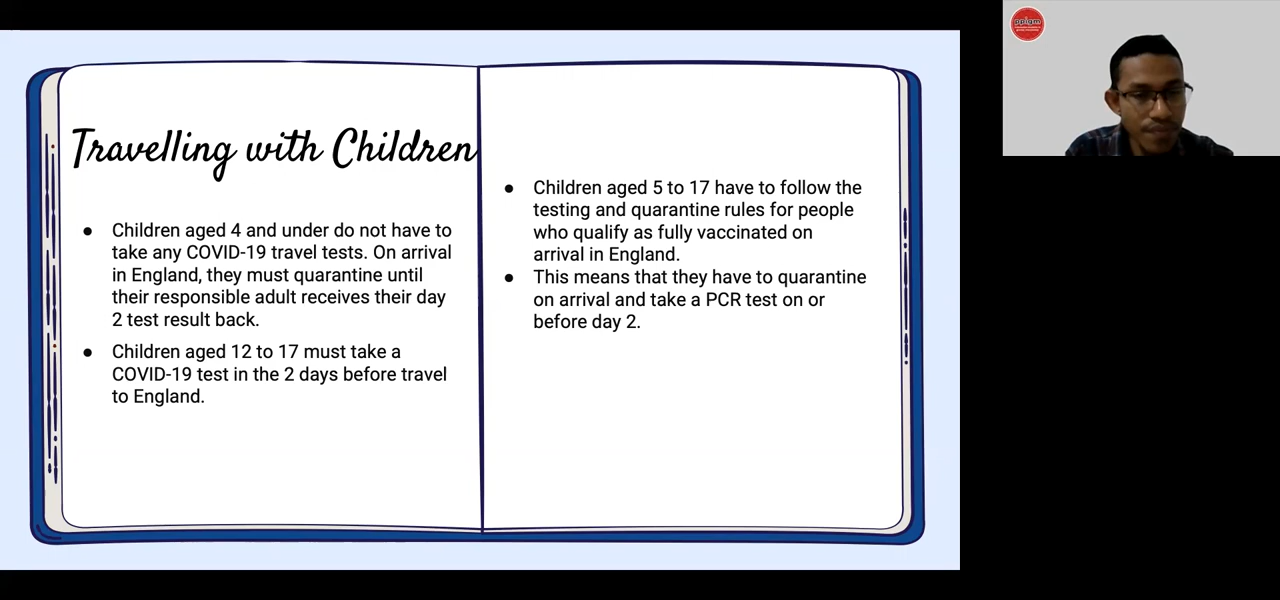 Travelling with Children
Children aged 4 and under do not have to
take any COVID-19 travel tests. On arrival
in England, they must quarantine until
their responsible adult receives their day
2 test result back.
Children aged 12 to 17 must take a
COVID-19 test in the 2 days before travel
to England.
Children aged 5 to 17 have to follow the
testing and quarantine rules for people
who qualify as fully vaccinated on
arrival in England.
This means that they have to quarantine
on arrival and take a PCR test on or
before day 2.
ppigm